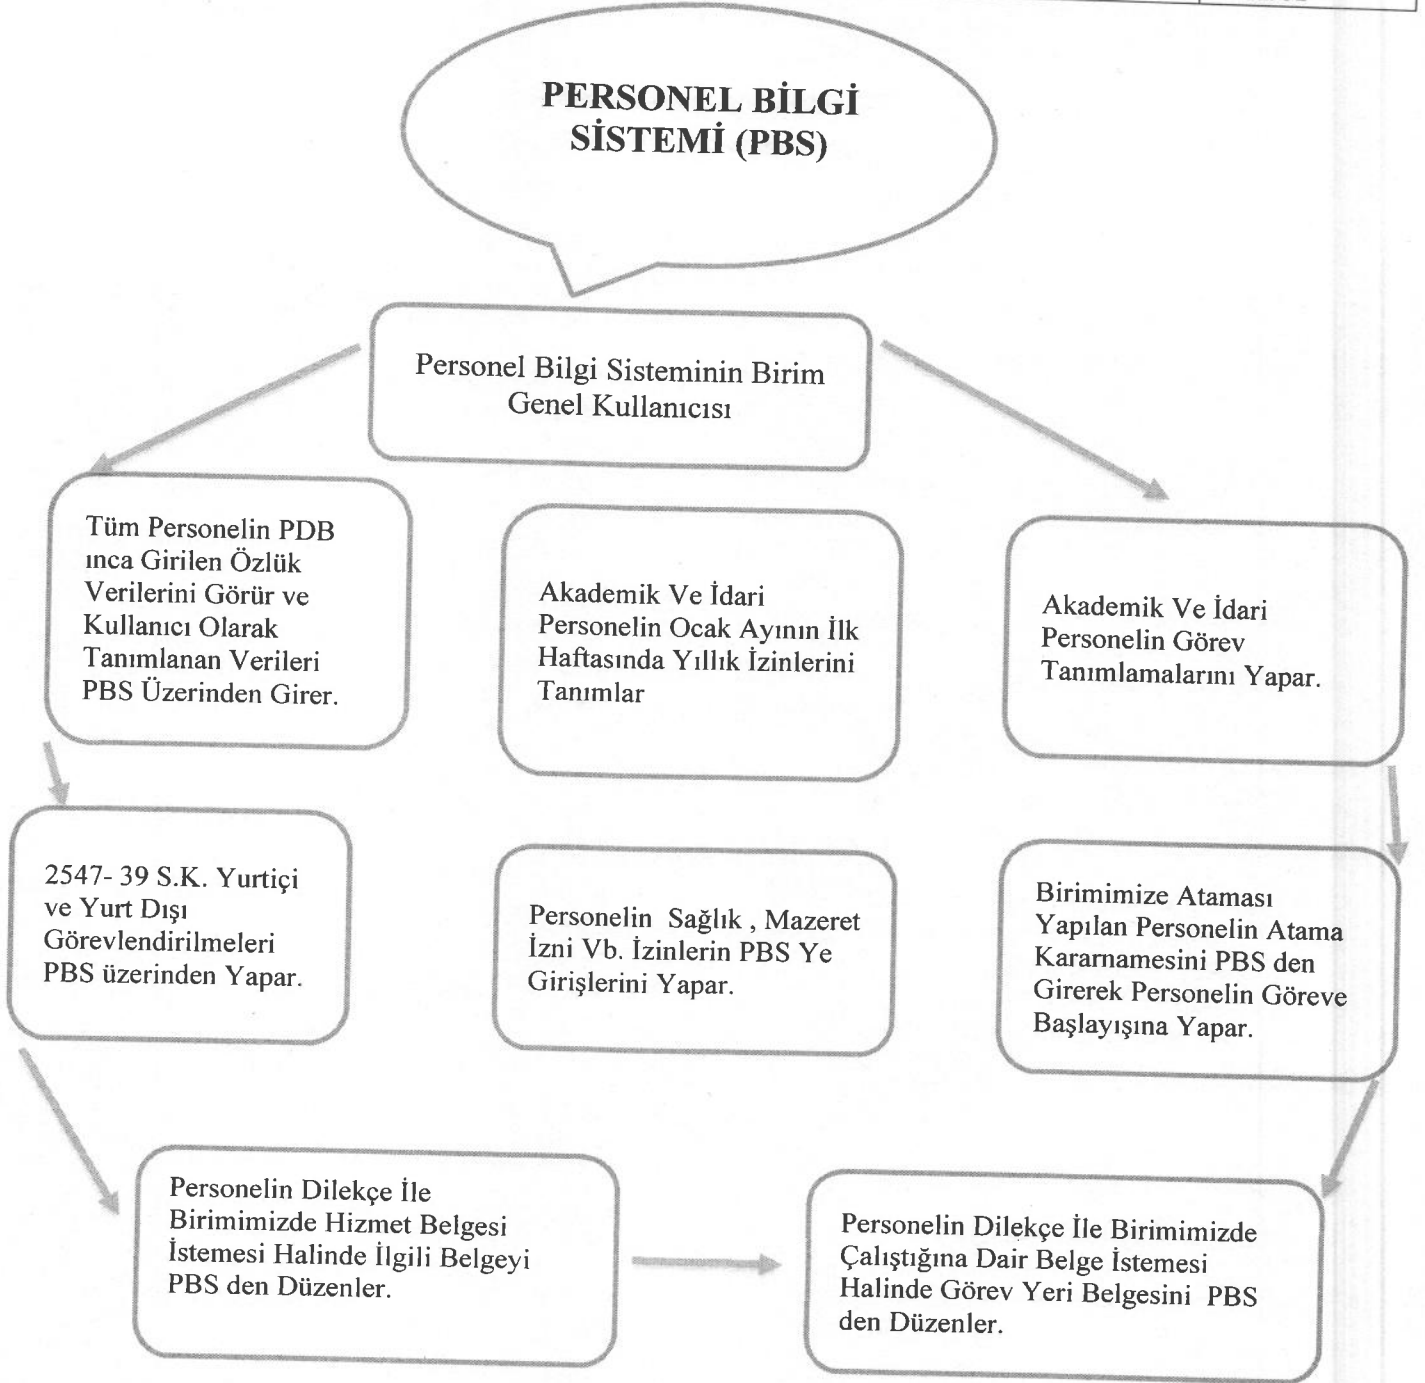 PERSONEL BİLGİ
SİSTEMİ (PBS)
Personel Bilgi Sisteminin Birim
Genel Kullanıcısı
Tüm Personelin PDB
ınca Girilen Özlük
Verilerini Görür ve
Kullanıcı Olarak
Tanımlanan Verileri
PBS Üzerinden Girer.
Akademik Ve İdari
Personelin Ocak Ayının İlk
Haftasında Yıllık İzinlerini
Tanımlar
Akademik Ve İdari
Personelin Görev
Tanımlamalarını Yapar.
2547- 39 S.K. Yurtiçi
ve Yurt Dışı
Görevlendirilmeleri
PBS üzerinden Yapar.
Personelin Sağlık , Mazeret
İzni Vb. İzinlerin PBS Ye
Girişlerini Yapar.
Birimimize Ataması
Yapılan Personelin Atama
Kararnamesini PBS den
Girerek Personelin Göreve
Başlayışına Yapar.
Personelin Dilekçe İle
Birimimizde Hizmet Belgesi
İstemesi Halinde İlgili Belgeyi
PBS den Düzenler.
Personelin Dilekçe İle Birimimizde
Çalıştığına Dair Belge İstemesi
Halinde Görev Yeri Belgesini PBS
den Düzenler.